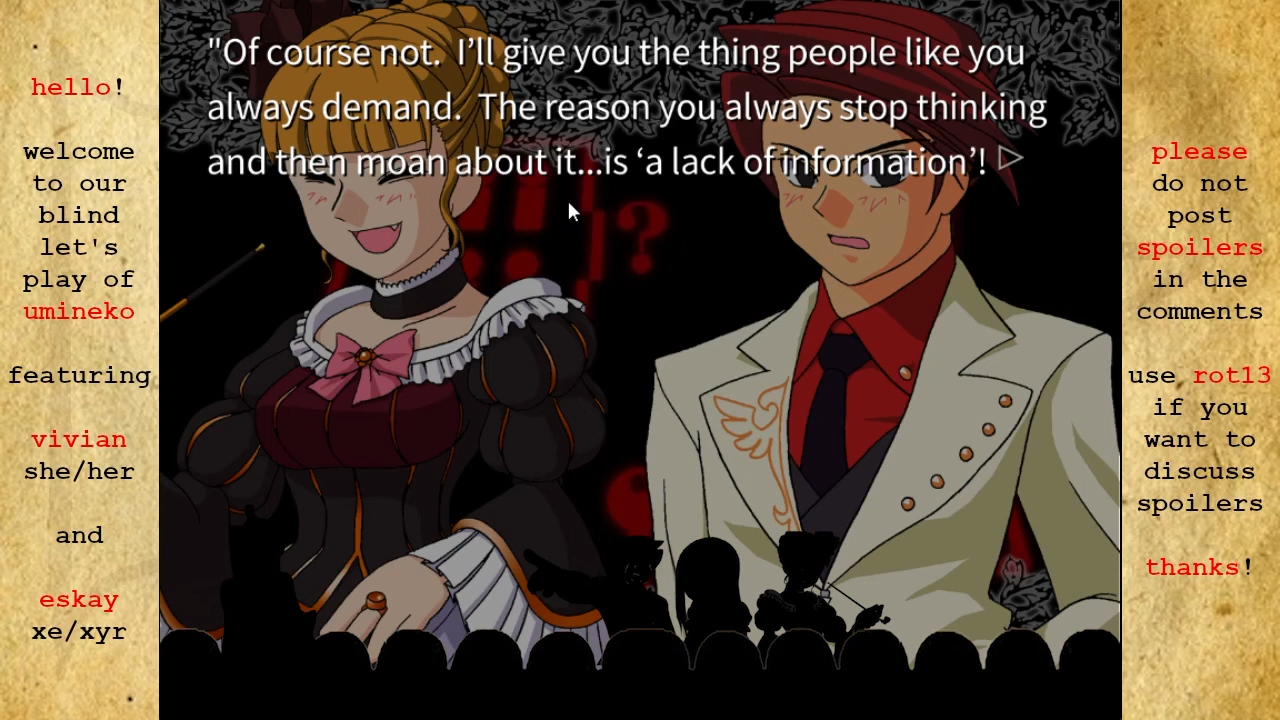 hello!
welcome
to our
blind
let's
play of
umineko
featuring
vivian
she/her
and
eskay
xe/xyr
"Of course not.  I’ll give you the thing people like you
always demand.  The reason you always stop thinking
and then moan about it...is ‘a lack of information’!
?
please
do not
post
spoilers
in the
comments
use rot13
if you
want to
discuss
spoilers
thanks!